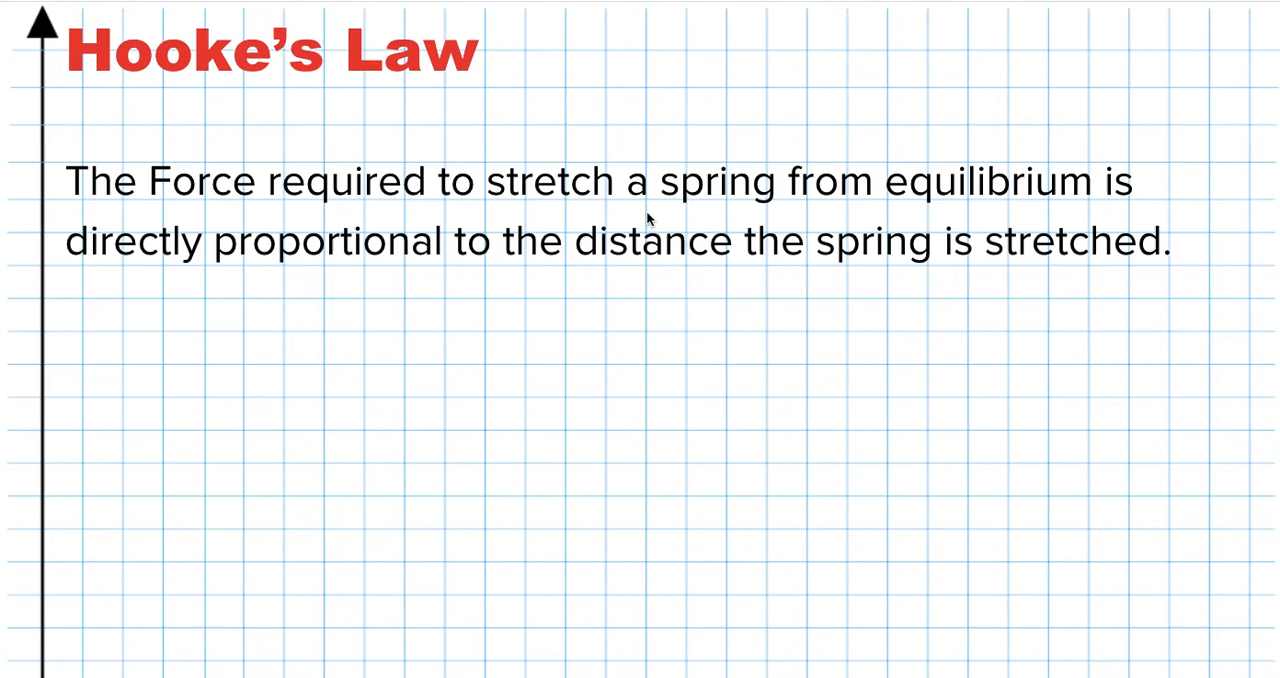 Hooke’s Law
The Force required to stretch a spring from equilibrium is
directly proportional to the distance the spring is stretched.